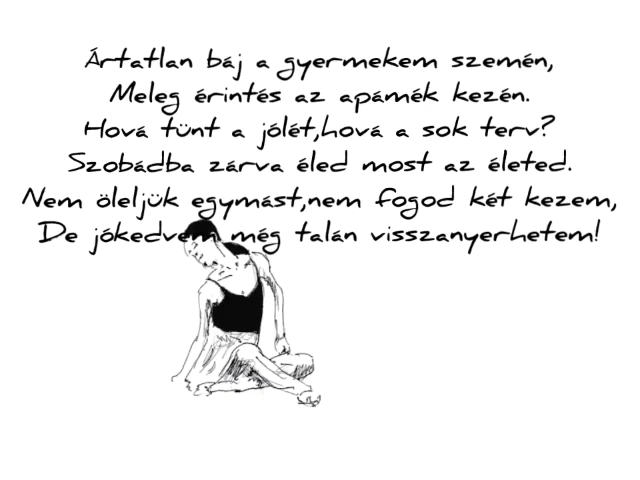 Ártatlan báj a gyermekem szemén,
Meleg érintés az apámék kezén.
Hová tünt a jólét,hová a sok terv?
Szobádba zárva éled most az életed.
Nem öleljük egymást,nem fogod két kezem,
De jókedvem még talán visszanyerhetem!